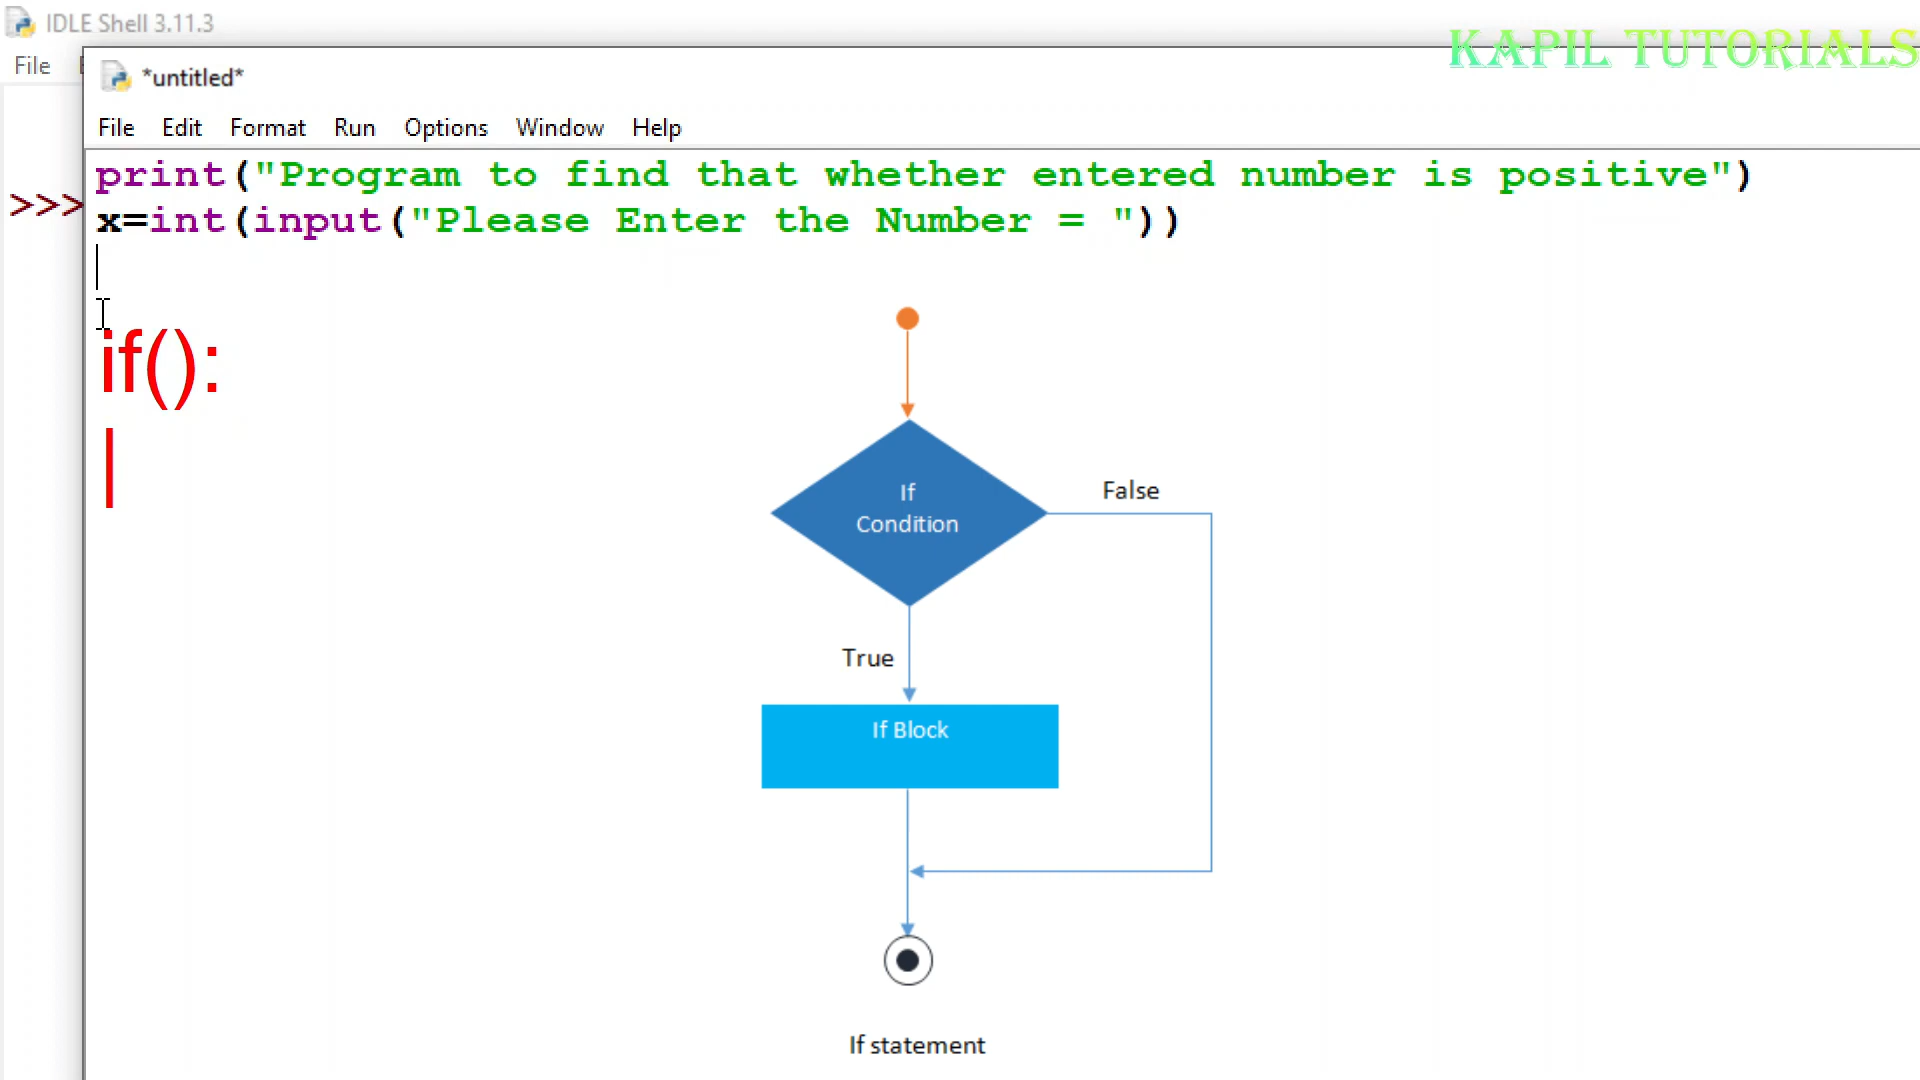 IDLE Shell 3.11.3
KAPIL TUTORIALS
File
*untitled*
File Edit Format Run Options Window Help
print("Program to find that whether entered number is positive")
>>>
x=int(input("Please Enter the Number = "))
if():
If
Condition
False
True
If Block
If statement